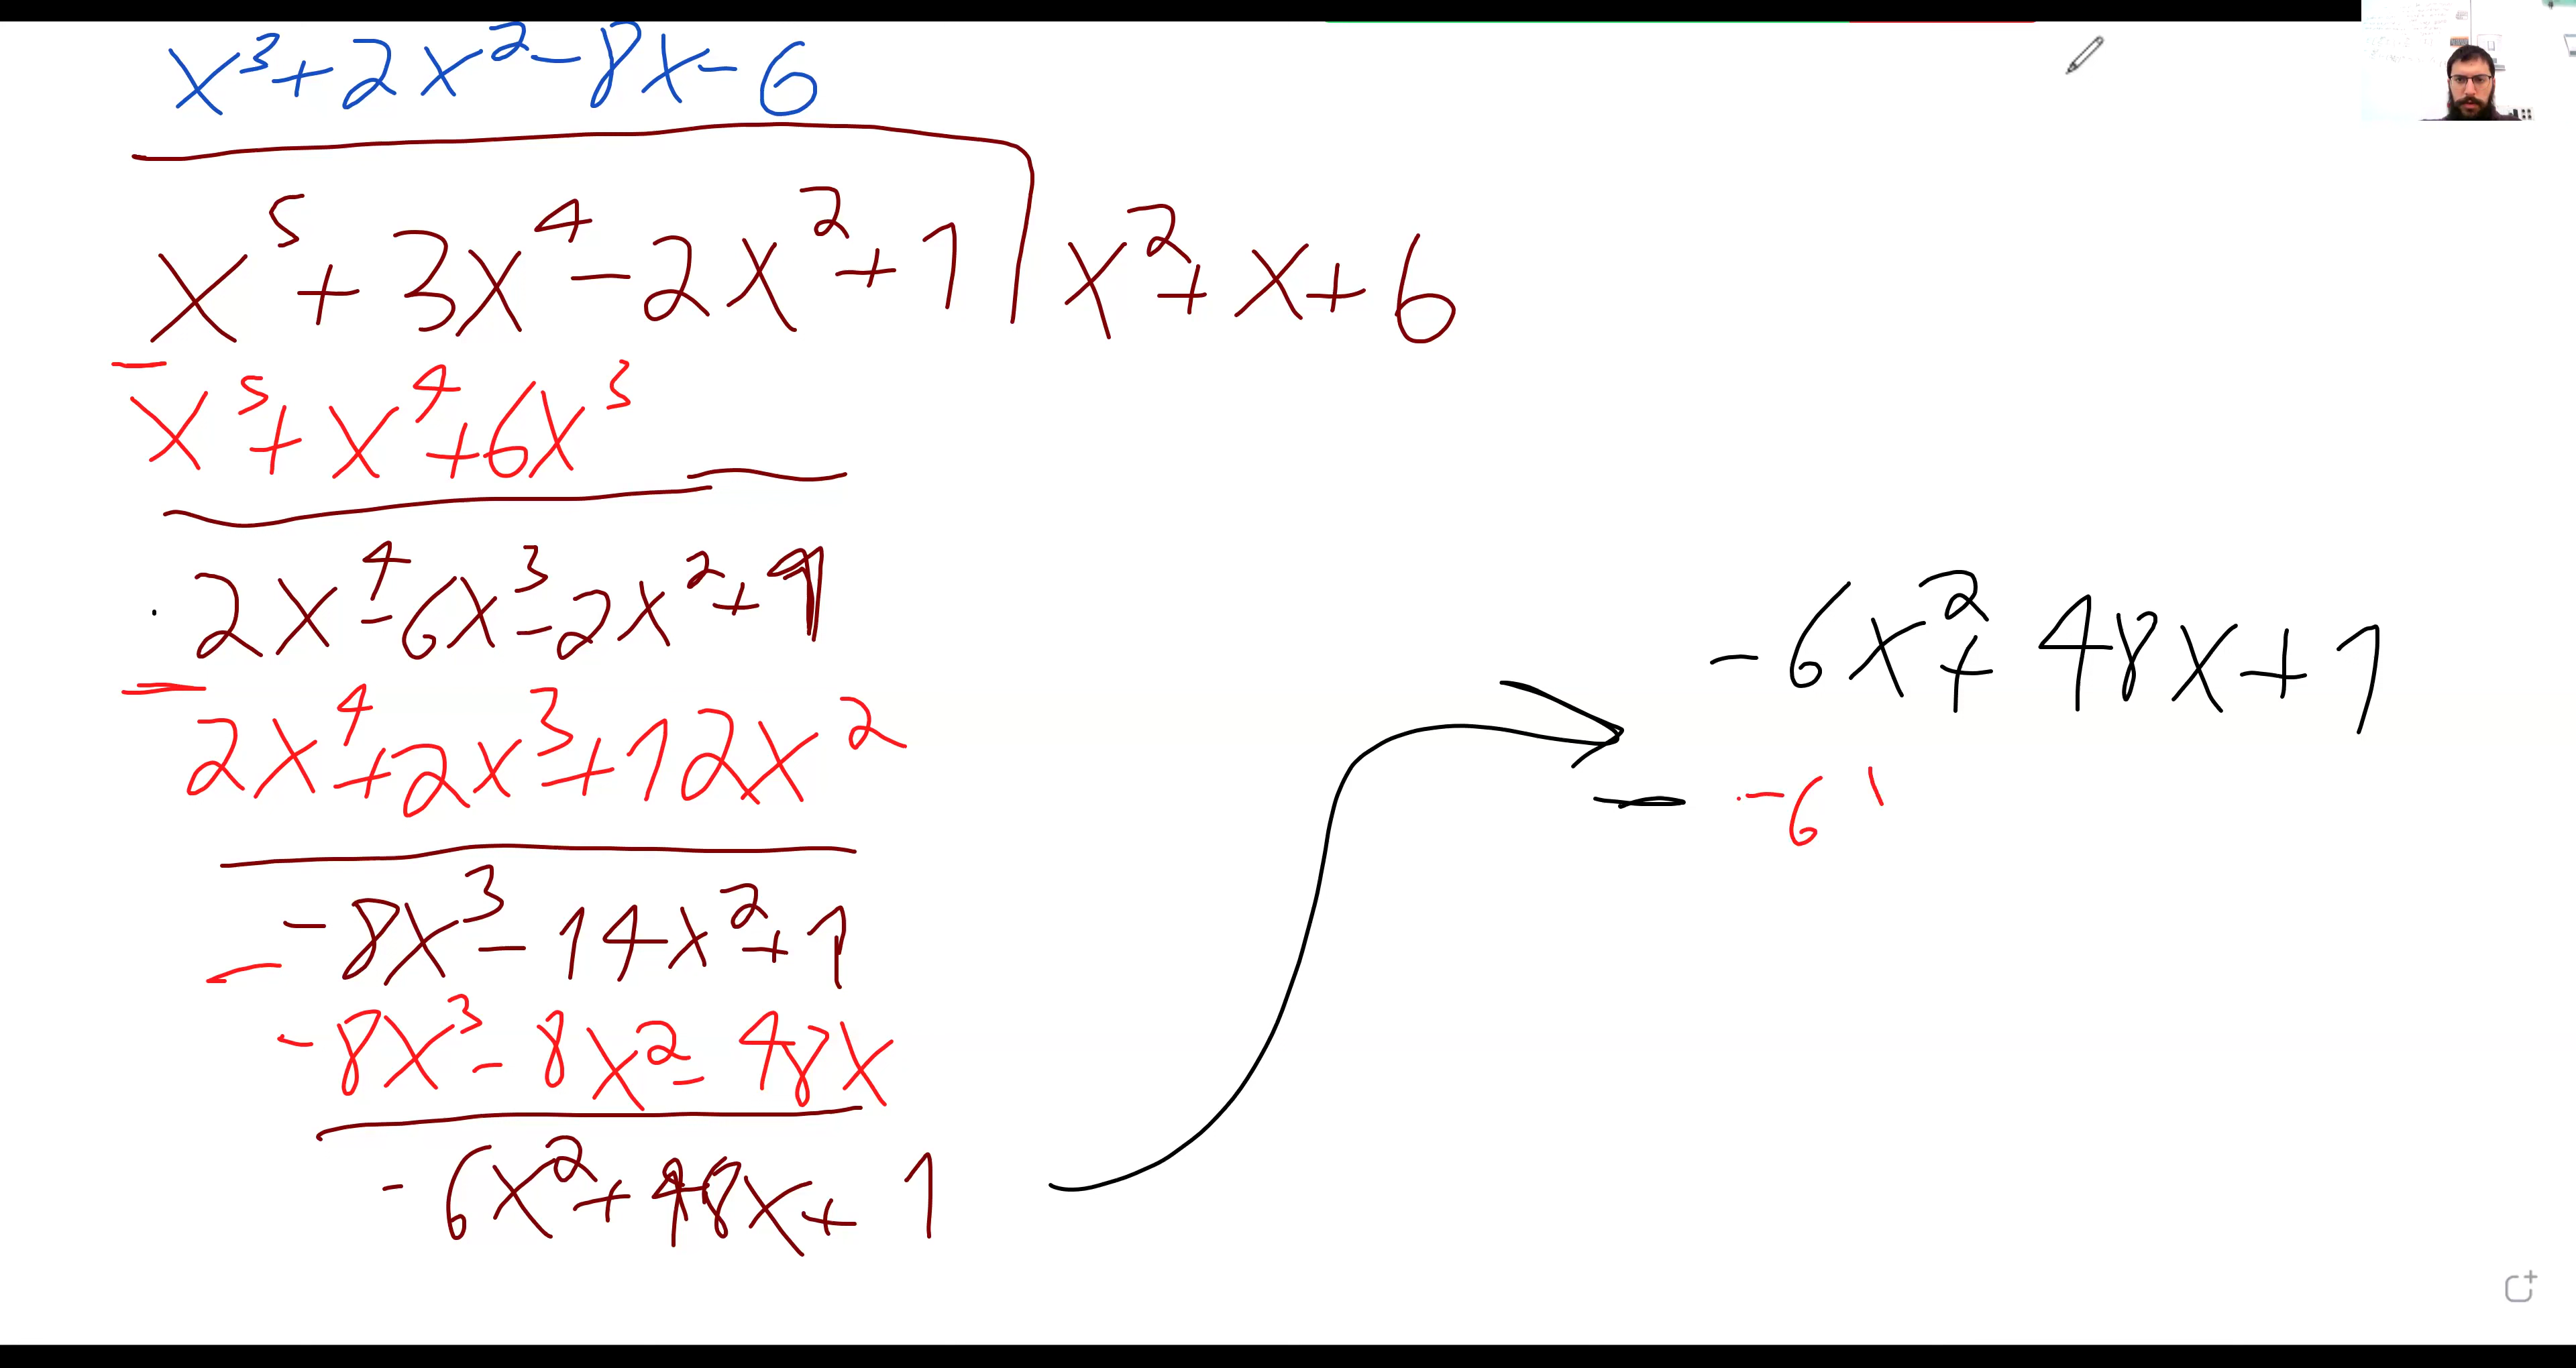 x³+2x²-8x-6
x⁵+3x⁴-2x²+1 x²+x+6
-
x⁵+x⁴+6x³
2x⁴-6x³-2x²+1
-
2x⁴+2x³+12x²
-8x³-14x²+1
-
-8x³-8x²-48x
-6x²+48x+1
-6x²+48x+1
- -6